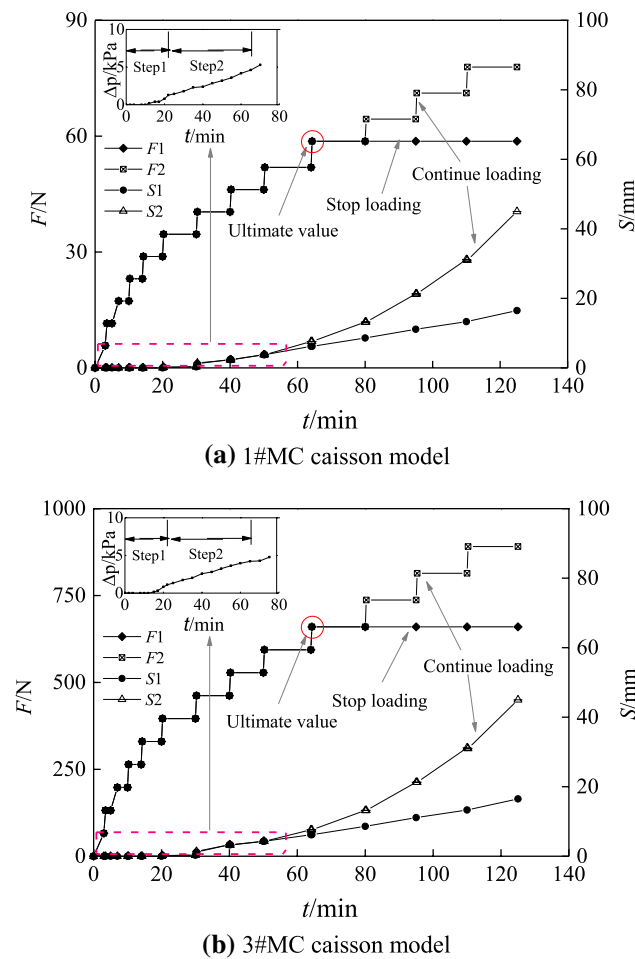 90
60
30
0
F/N
100
80
60
40
20
0
S/mm
10
5
0
Δp/kPa
Step1
Step2
0 20 40 60 80
t/min
F1
F2
S1
S2
Ultimate value
Stop loading
Continue loading
0 20 40 60 80 100 120 140
t/min
(a) 1#MC caisson model
1000
750
500
250
0
F/N
100
80
60
40
20
0
S/mm
10
5
0
Δp/kPa
Step1
Step2
0 20 40 60 80
t/min
F1
F2
S1
S2
Ultimate value
Stop loading
Continue loading
0 20 40 60 80 100 120 140
t/min
(b) 3#MC caisson model